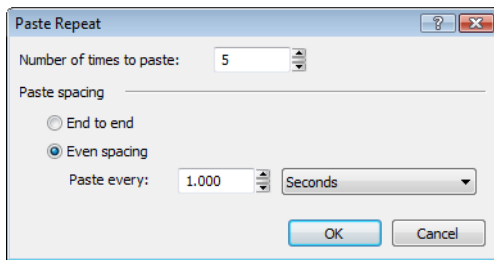 Paste Repeat
Number of times to paste: 5
Paste spacing
End to end
Even spacing
Paste every: 1.000 Seconds
OK Cancel